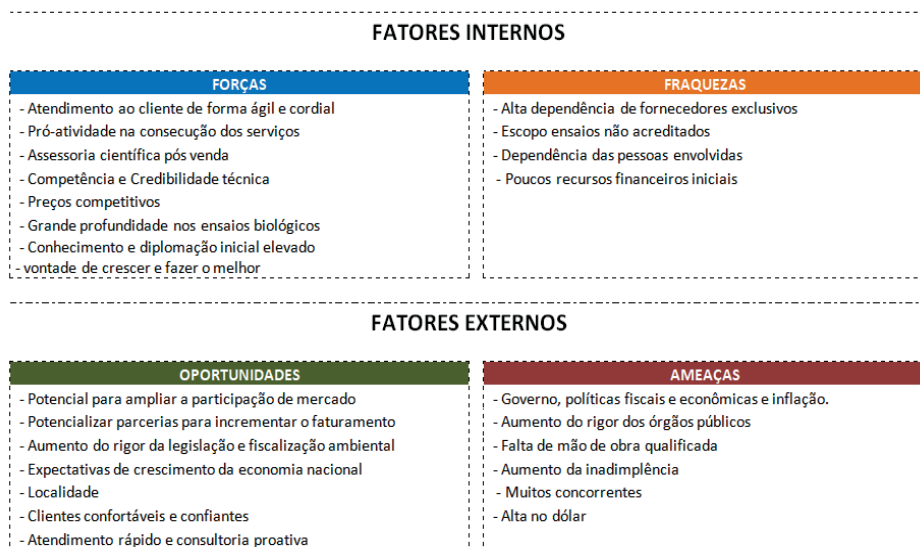 FATORES INTERNOS
FORÇAS
- Atendimento ao cliente de forma ágil e cordial
- Pró-atividade na consecução dos serviços
- Assessoria científica pós venda
- Competência e Credibilidade técnica
- Preços competitivos
- Grande profundidade nos ensaios biológicos
- Conhecimento e diplomação inicial elevado
- vontade de crescer e fazer o melhor
FRAQUEZAS
- Alta dependência de fornecedores exclusivos
- Escopo ensaios não acreditados
- Dependência das pessoas envolvidas
- Poucos recursos financeiros iniciais
FATORES EXTERNOS
OPORTUNIDADES
- Potencial para ampliar a participação de mercado
- Potencializar parcerias para incrementar o faturamento
- Aumento do rigor da legislação e fiscalização ambiental
- Expectativas de crescimento da economia nacional
- Localidade
- Clientes confortáveis e confiantes
- Atendimento rápido e consultoria proativa
AMEAÇAS
- Governo, políticas fiscais e econômicas e inflação.
- Aumento do rigor dos órgãos públicos
- Falta de mão de obra qualificada
- Aumento da inadimplência
- Muitos concorrentes
- Alta no dólar